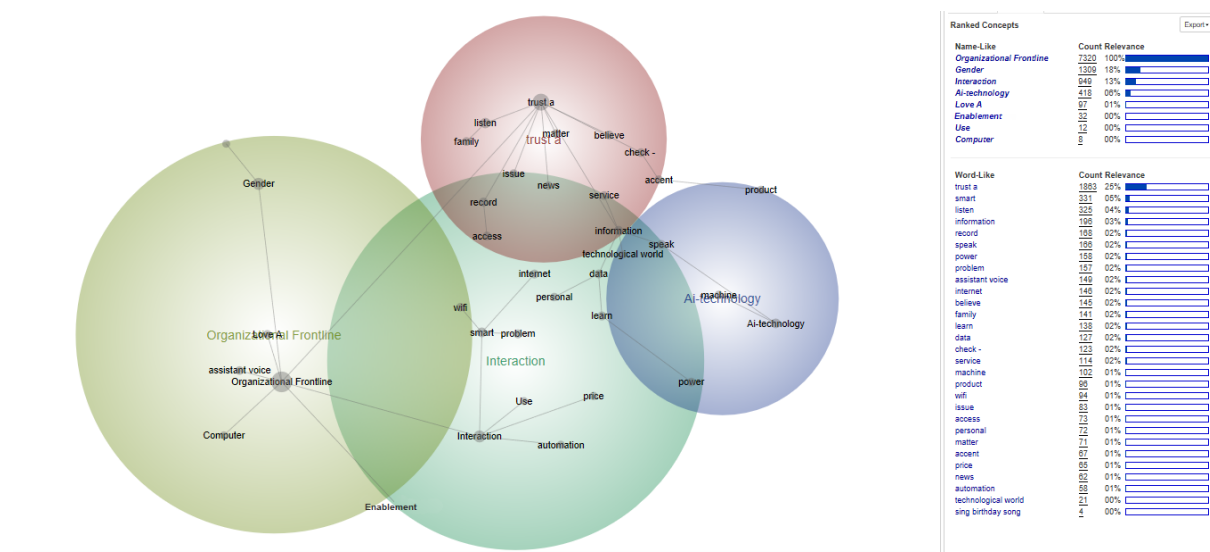 trust a
listen
matter
believe
family
trust a
check -
issue
accent
news
product
record
service
access
information
speak
technological world
internet
data
personal
machine
Ai-technology
wifi
learn
Ai-technology
smart
problem
Interaction
power
Use
price
Interaction
automation
Gender
Love A
Organizational Frontline
assistant voice
Organizational Frontline
Computer
Enablement
Ranked Concepts
Export
Name-Like Count Relevance
Organizational Frontline 7320 100%
Gender 1309 18%
Interaction 949 13%
Ai-technology 418 06%
Love A 97 01%
Enablement 32 00%
Use 12 00%
Computer 8 00%
Word-Like Count Relevance
trust a 1863 25%
smart 331 05%
listen 325 04%
information 196 03%
record 168 02%
speak 166 02%
power 158 02%
problem 157 02%
assistant voice 149 02%
internet 146 02%
believe 145 02%
family 141 02%
learn 138 02%
data 127 02%
check - 123 02%
service 114 02%
machine 102 01%
product 96 01%
wifi 94 01%
issue 83 01%
access 73 01%
personal 72 01%
matter 71 01%
accent 67 01%
price 65 01%
news 62 01%
automation 58 01%
technological world 21 00%
sing birthday song 4 00%